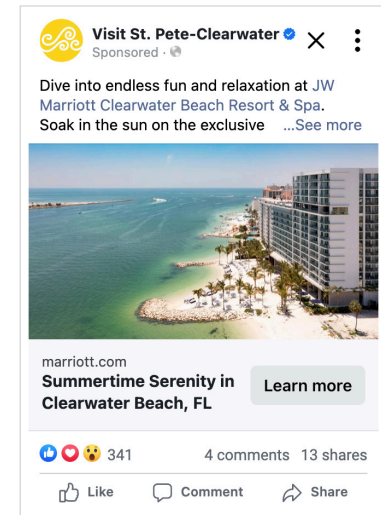 Visit St. Pete-Clearwater
Sponsored ·
Dive into endless fun and relaxation at JW
Marriott Clearwater Beach Resort & Spa.
Soak in the sun on the exclusive ...See more
marriott.com
Summertime Serenity in
Clearwater Beach, FL
Learn more
341
4 comments 13 shares
Like Comment Share